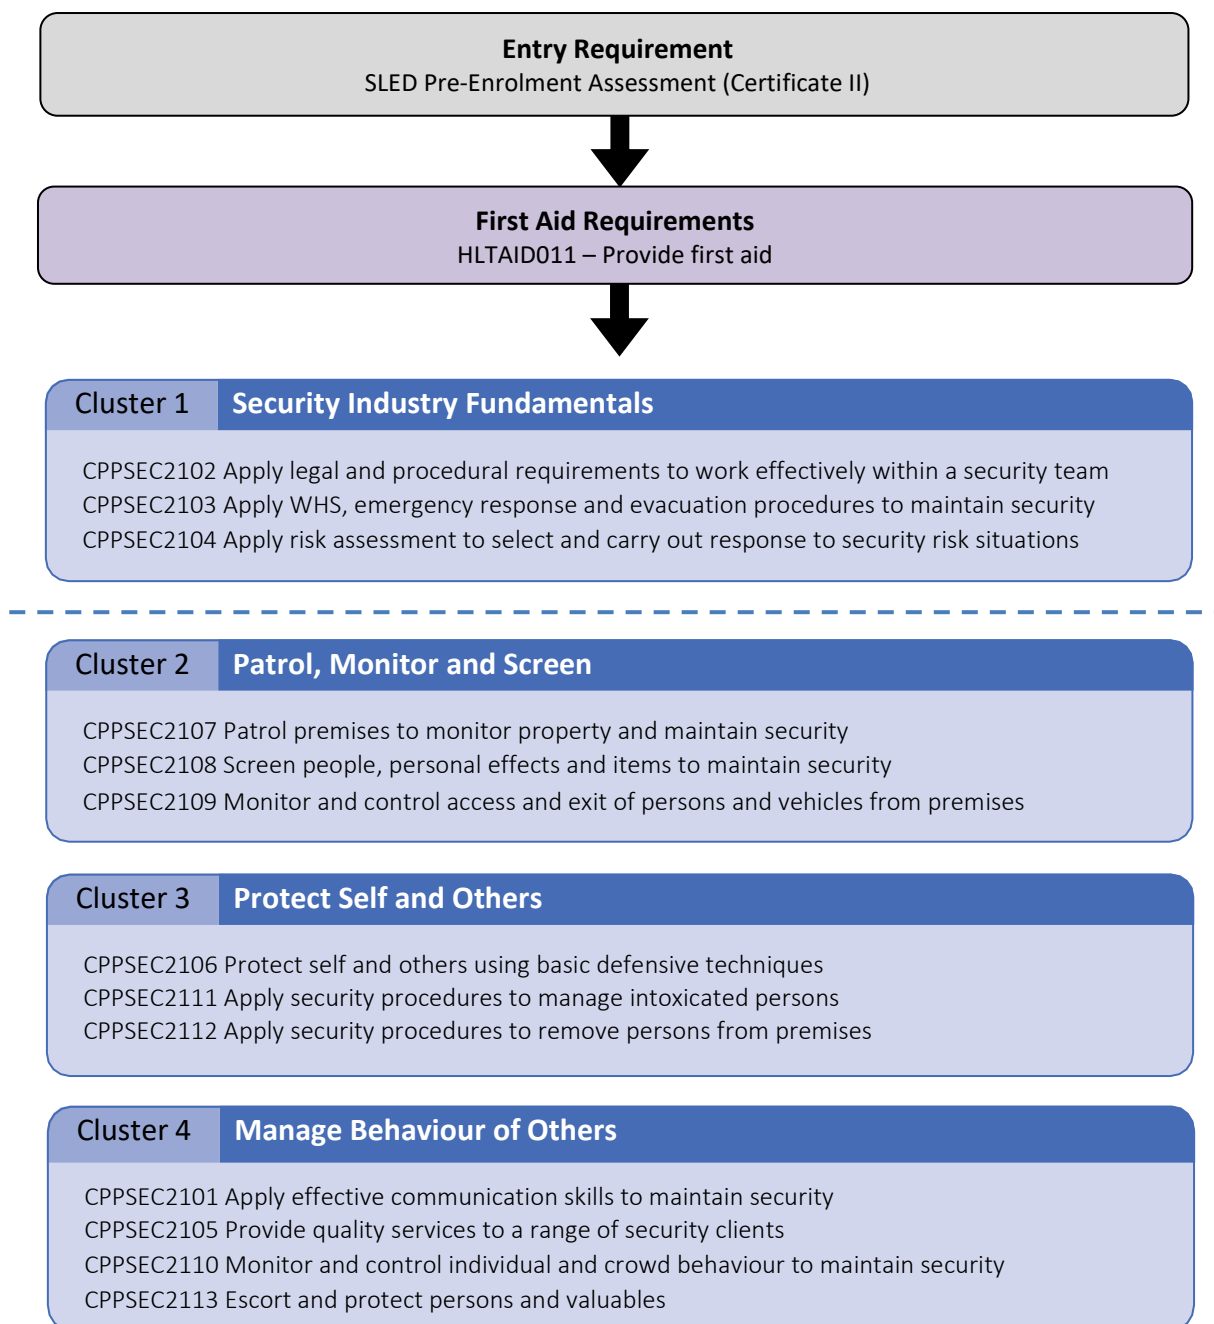 Entry Requirement
SLED Pre-Enrolment Assessment (Certificate II)
First Aid Requirements
HLTAID011 – Provide first aid
Cluster 1 Security Industry Fundamentals
CPPSEC2102 Apply legal and procedural requirements to work effectively within a security team
CPPSEC2103 Apply WHS, emergency response and evacuation procedures to maintain security
CPPSEC2104 Apply risk assessment to select and carry out response to security risk situations
Cluster 2 Patrol, Monitor and Screen
CPPSEC2107 Patrol premises to monitor property and maintain security
CPPSEC2108 Screen people, personal effects and items to maintain security
CPPSEC2109 Monitor and control access and exit of persons and vehicles from premises
Cluster 3 Protect Self and Others
CPPSEC2106 Protect self and others using basic defensive techniques
CPPSEC2111 Apply security procedures to manage intoxicated persons
CPPSEC2112 Apply security procedures to remove persons from premises
Cluster 4 Manage Behaviour of Others
CPPSEC2101 Apply effective communication skills to maintain security
CPPSEC2105 Provide quality services to a range of security clients
CPPSEC2110 Monitor and control individual and crowd behaviour to maintain security
CPPSEC2113 Escort and protect persons and valuables